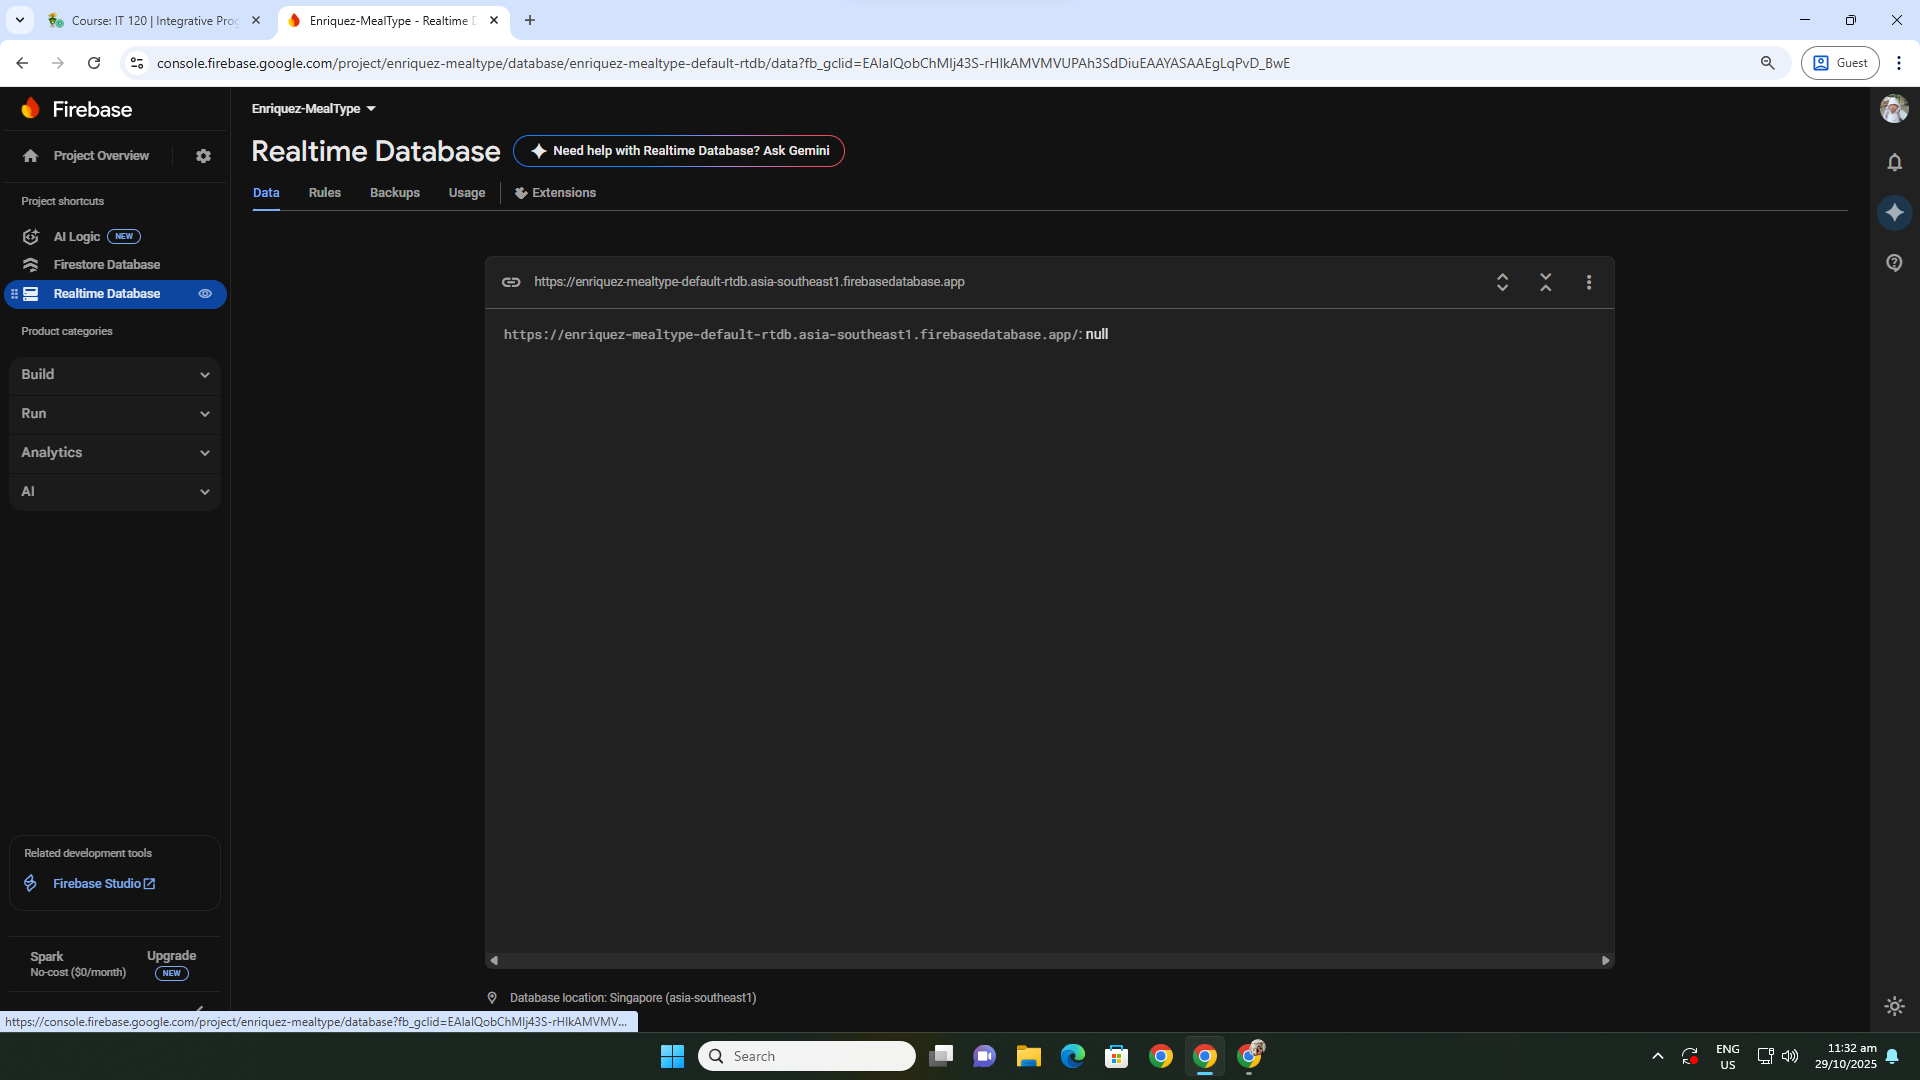 Course: IT 120 | Integrative Prog
Enriquez-MealType - Realtime D
console.firebase.google.com/project/enriquez-mealtype/database/enriquez-mealtype-default-rtdb/data?fb_gclid=EAIaIQobChMIj43S-rHIkAMVMVUPAh3SdDiuEAAYASAAEgLqPvD_BwE
Guest
Firebase
Enriquez-MealType
Project Overview
Realtime Database
Need help with Realtime Database? Ask Gemini
Data
Rules
Backups
Usage
Extensions
Project shortcuts
AI Logic NEW
Firestore Database
Realtime Database
Product categories
Build
Run
Analytics
AI
https://enriquez-mealtype-default-rtdb.asia-southeast1.firebasedatabase.app
https://enriquez-mealtype-default-rtdb.asia-southeast1.firebasedatabase.app/: null
Related development tools
Firebase Studio
Spark
No-cost ($0/month)
Upgrade
NEW
Database location: Singapore (asia-southeast1)
https://console.firebase.google.com/project/enriquez-mealtype/database?fb_gclid=EAIaIQobChMIj43S-rHIkAMVMV...
Search
ENG
US
11:32 am
29/10/2025